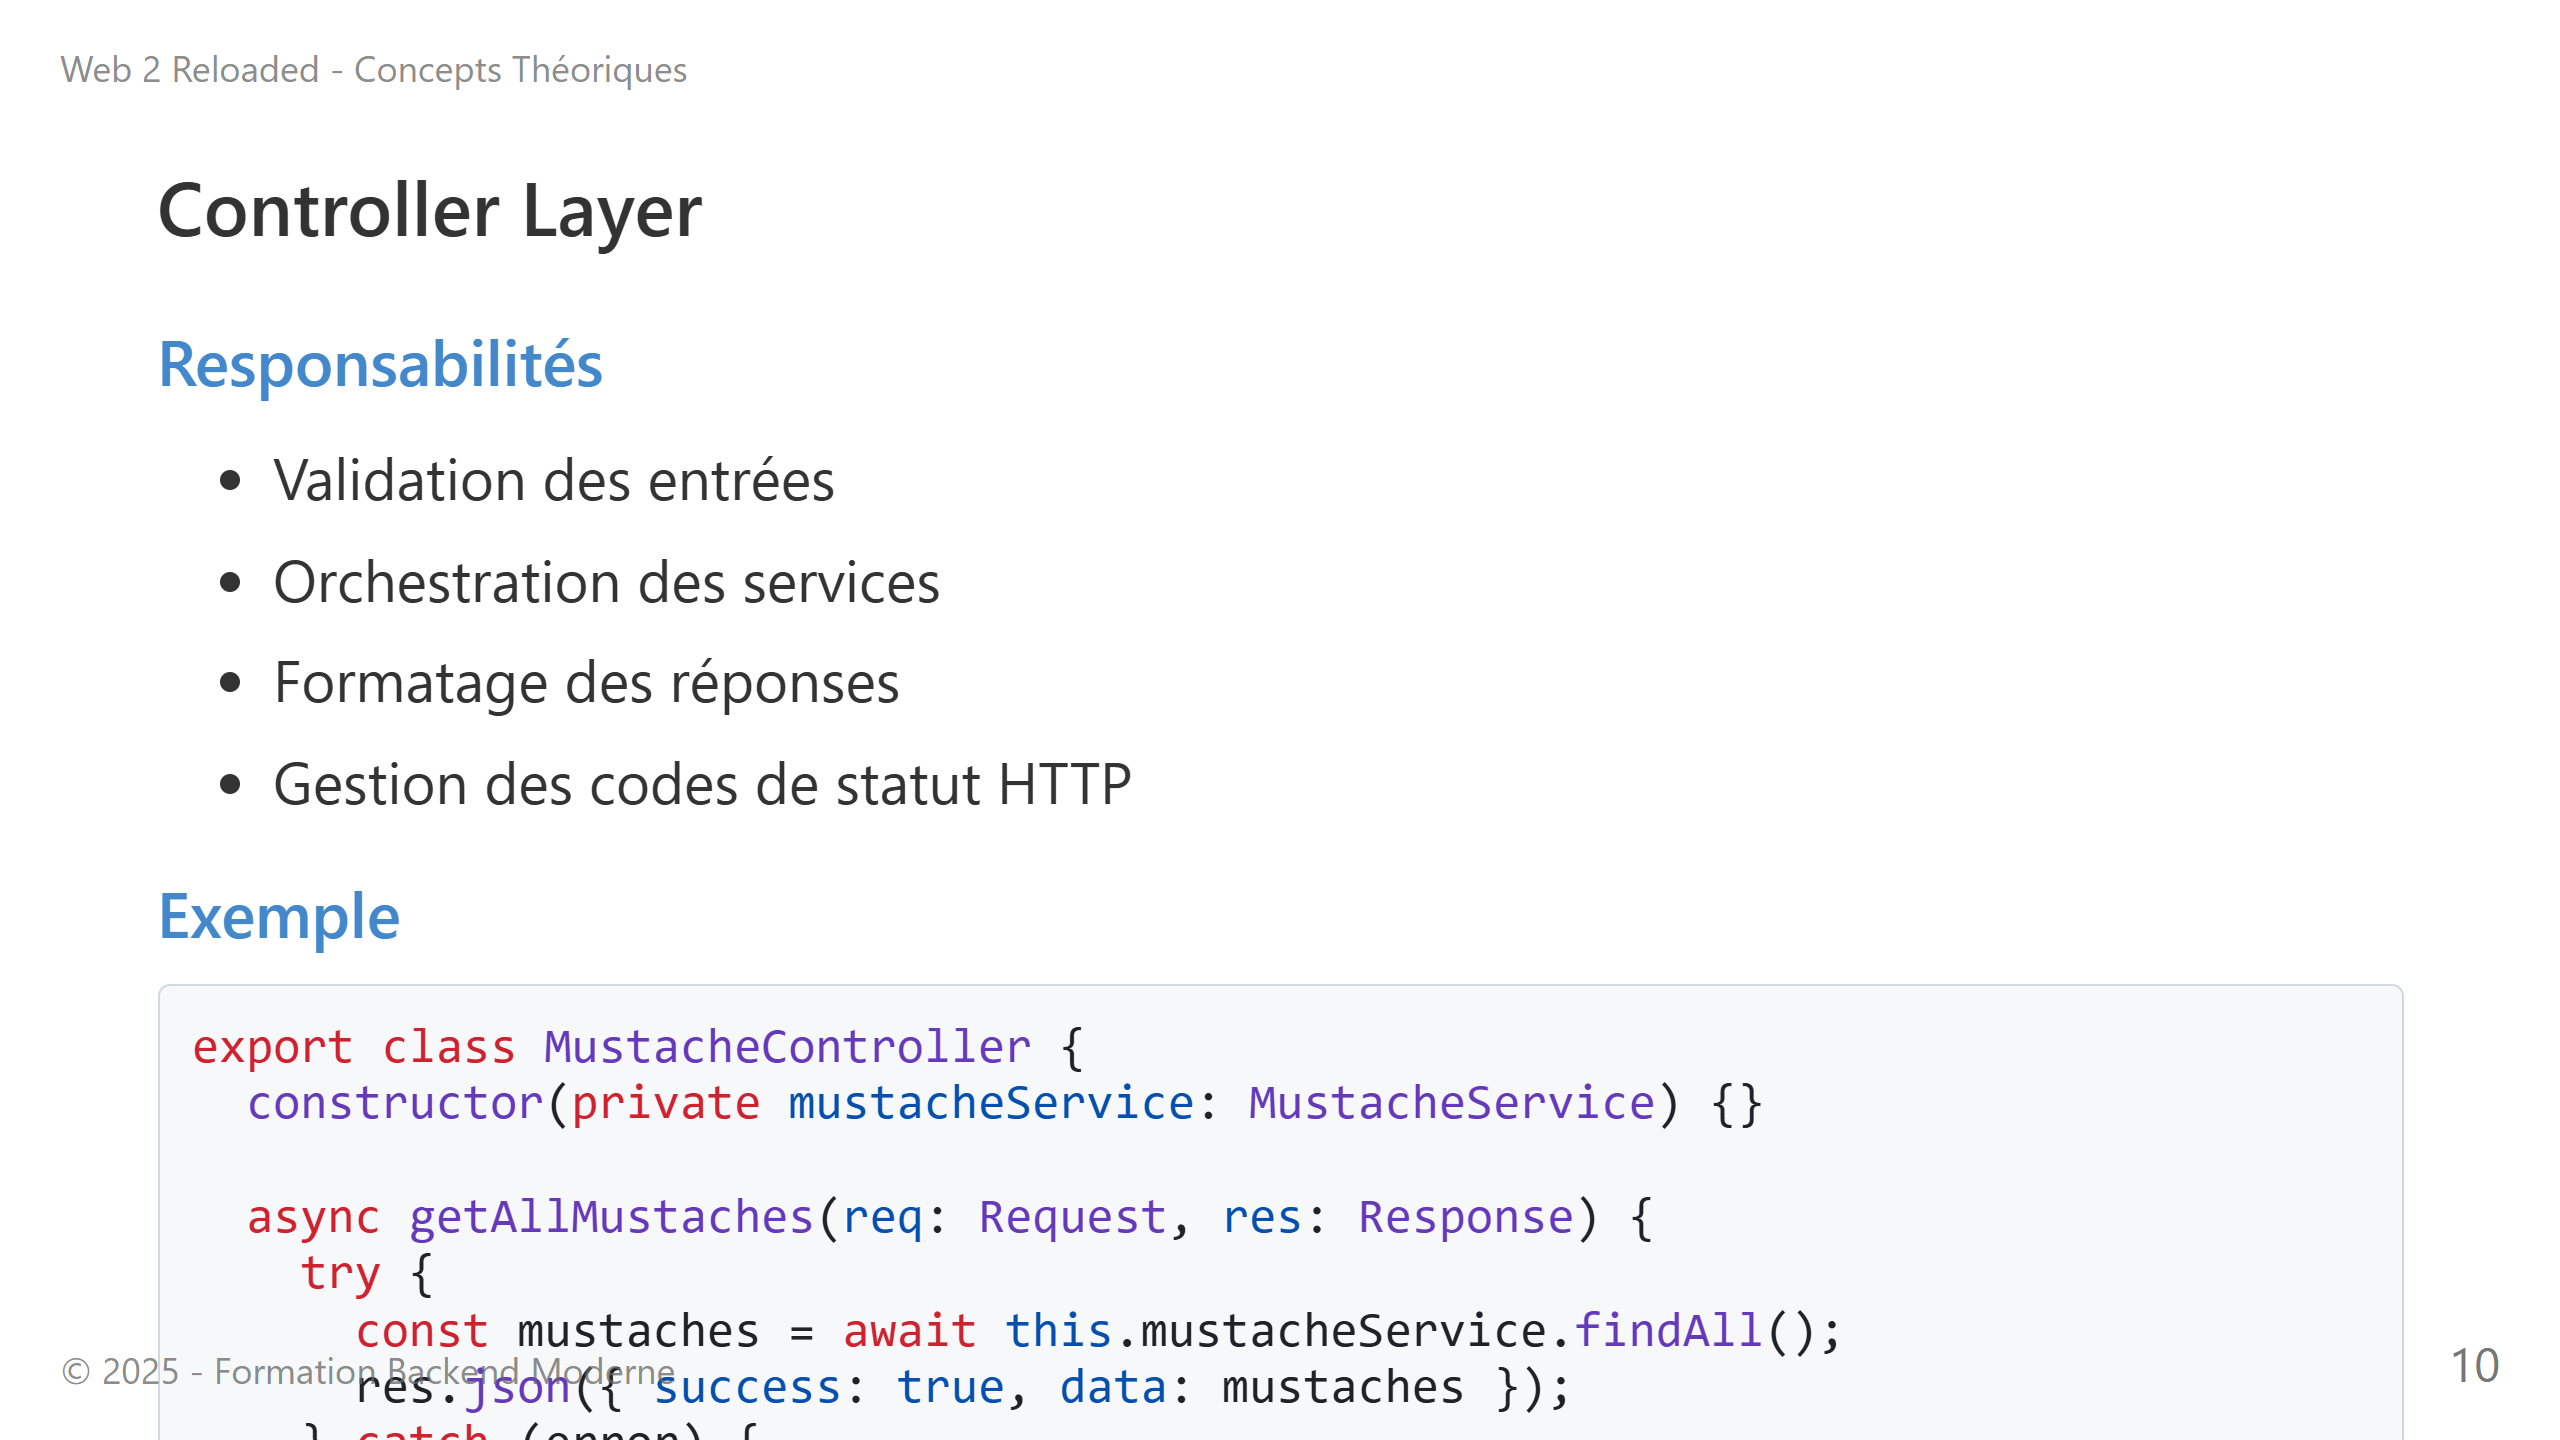 Web 2 Reloaded - Concepts Théoriques
Controller Layer
Responsabilités
• Validation des entrées
• Orchestration des services
• Formatage des réponses
• Gestion des codes de statut HTTP
Exemple
export class MustacheController {
  constructor(private mustacheService: MustacheService) {}
  async getAllMustaches(req: Request, res: Response) {
    try {
      const mustaches = await this.mustacheService.findAll();
      res.json({ success: true, data: mustaches });
    } catch (error) {
© 2025 - Formation Backend Moderne
10